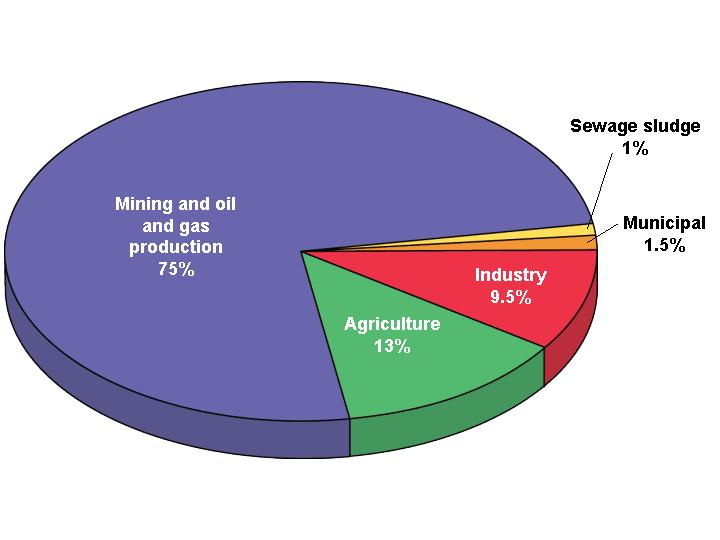 Sewage sludge
1%
Mining and oil
and gas
production
75%
Municipal
1.5%
Industry
9.5%
Agriculture
13%